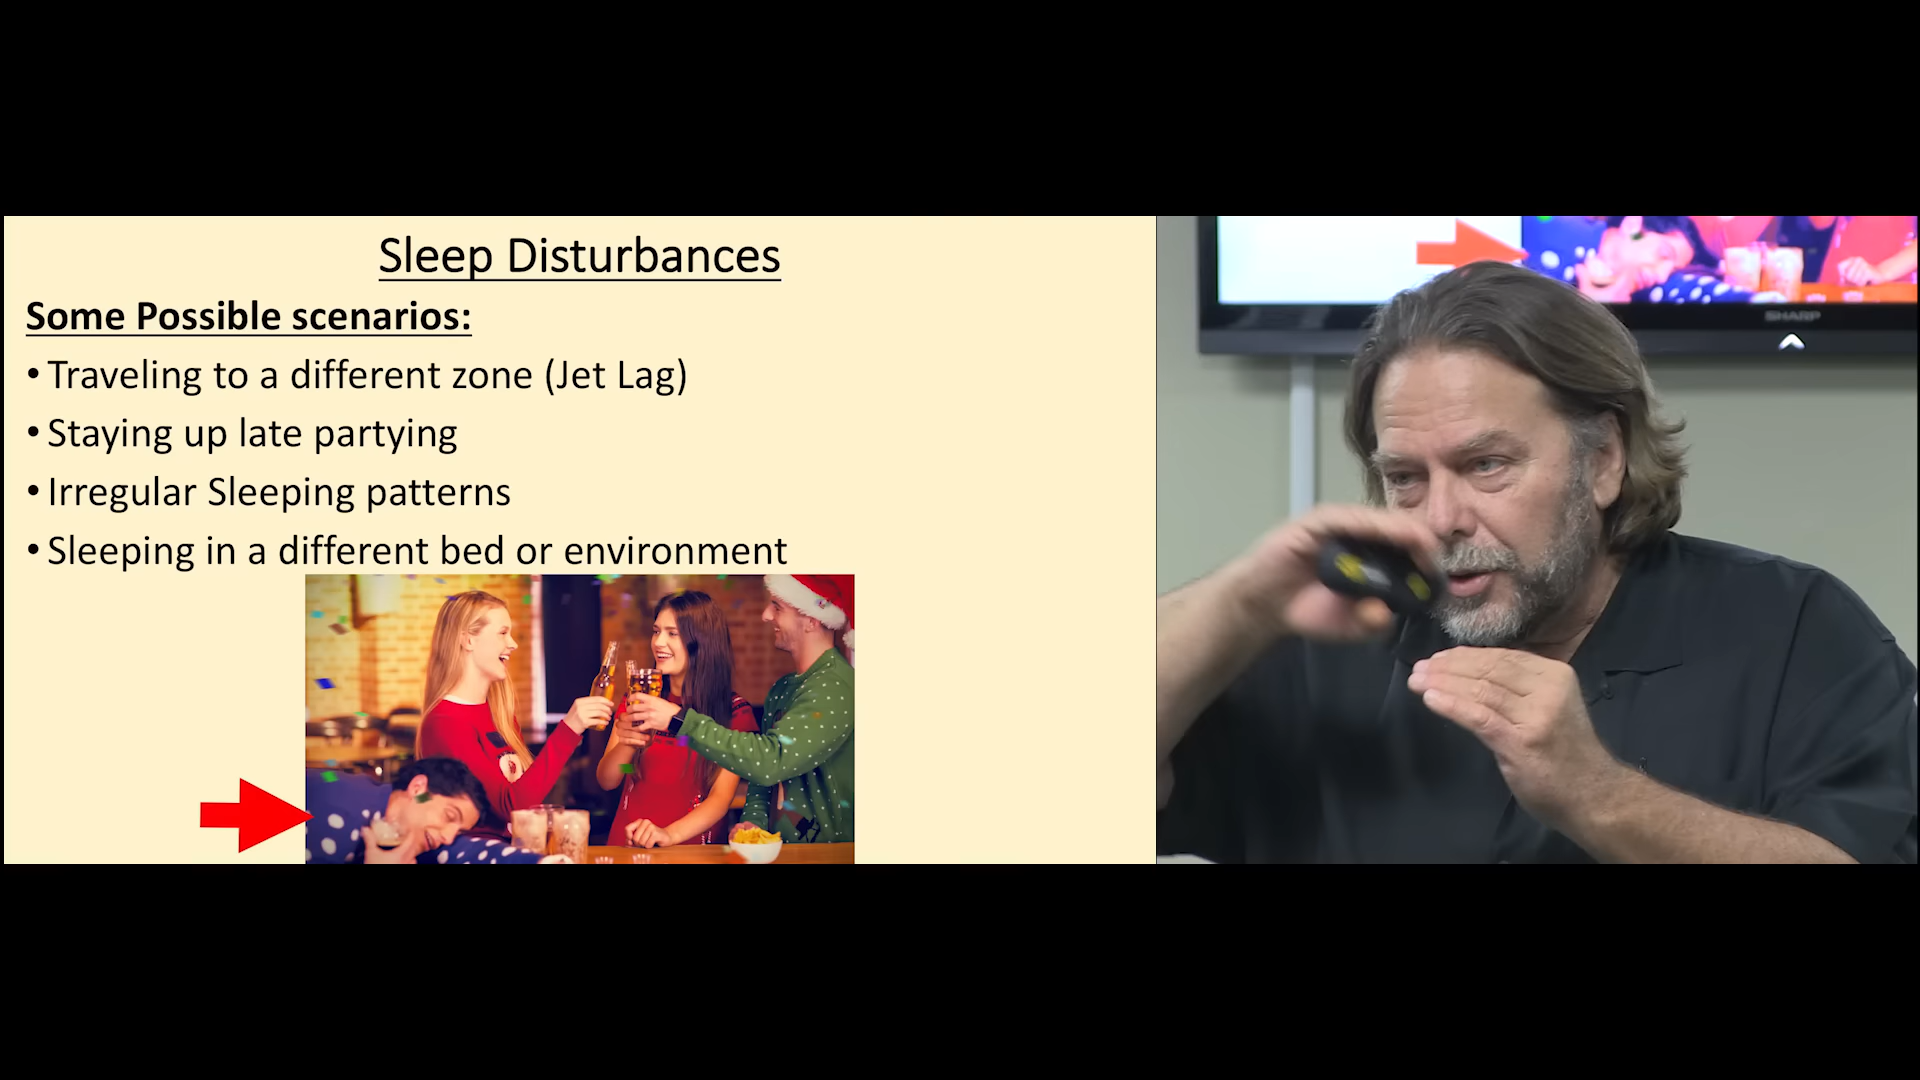 Sleep Disturbances
Some Possible scenarios:
• Traveling to a different zone (Jet Lag)
• Staying up late partying
• Irregular Sleeping patterns
• Sleeping in a different bed or environment
SHARP